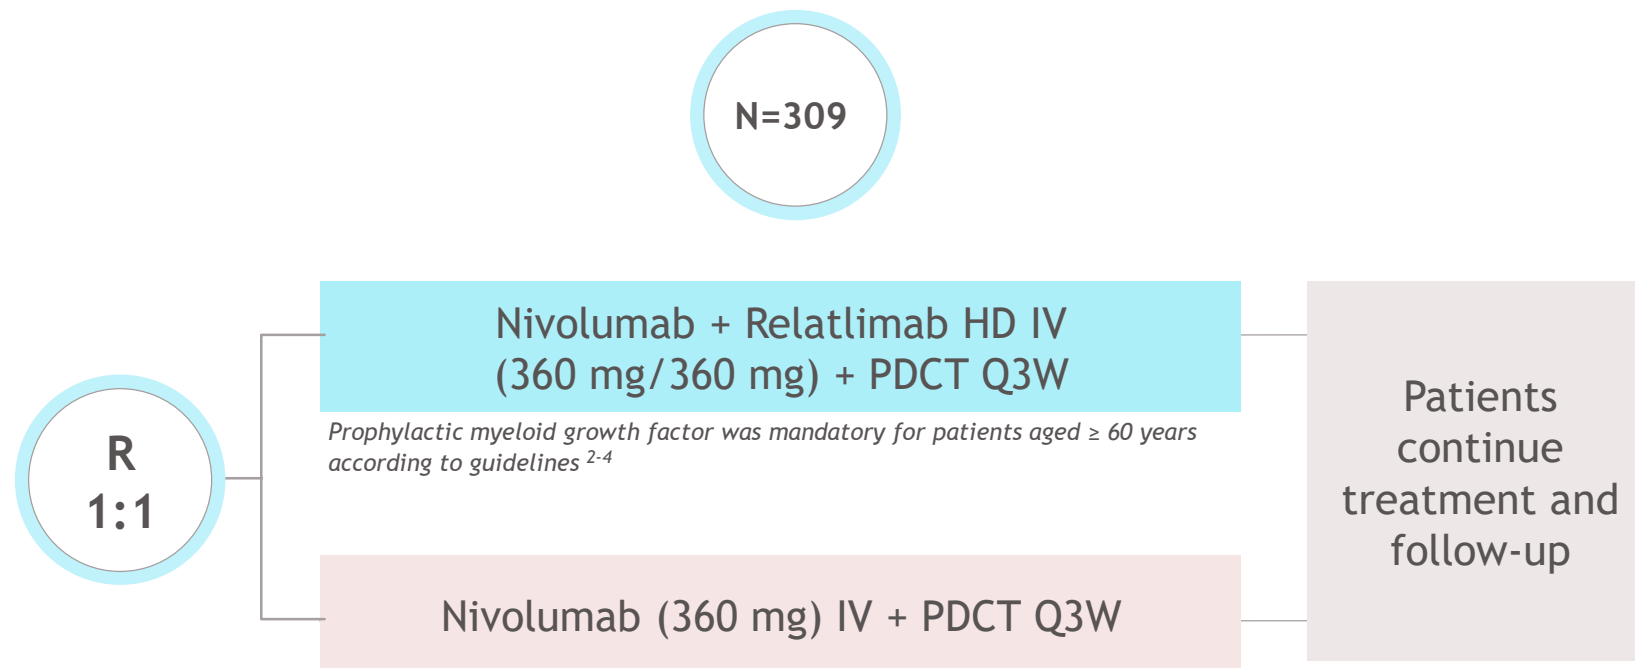 N=309
R
1:1
Nivolumab + Relatlimab HD IV
(360 mg/360 mg) + PDCT Q3W
Prophylactic myeloid growth factor was mandatory for patients aged ≥ 60 years
according to guidelines 2-4
Nivolumab (360 mg) IV + PDCT Q3W
Patients
continue
treatment and
follow-up